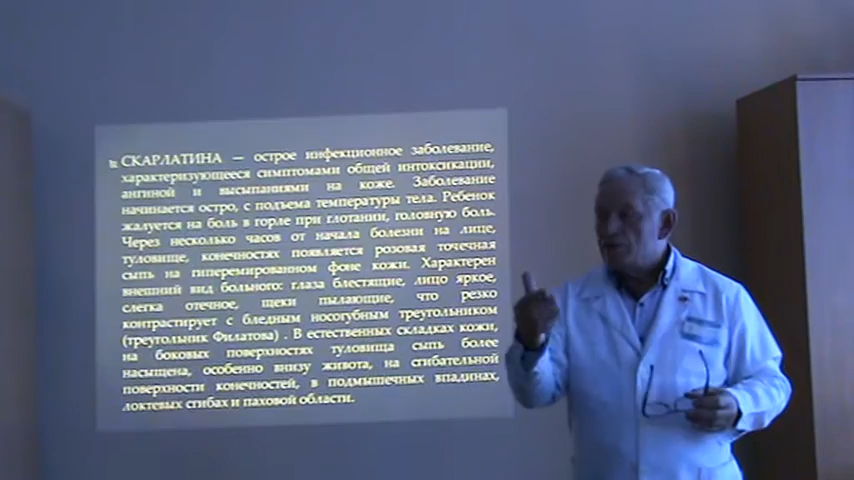 СКАРЛАТИНА — острое инфекционное заболевание,
характеризующееся симптомами общей интоксикации,
ангиной и высыпаниями на коже. Заболевание
начинается остро, с подъема температуры тела. Ребенок
жалуется на боль в горле при глотании, головную боль.
Через несколько часов от начала болезни на лице,
туловище, конечностях появляется розовая точечная
сыпь на гиперемированном фоне кожи. Характерен
внешний вид больного: глаза блестящие, лицо яркое,
слегка отечное, щеки пылающие, что резко
контрастирует с бледным носогубным треугольником
(треугольник Филатова) . В естественных складках кожи,
на боковых поверхностях туловища сыпь более
насыщена, особенно внизу живота, на сгибательной
поверхности конечностей, в подмышечных впадинах,
локтевых сгибах и паховой области.